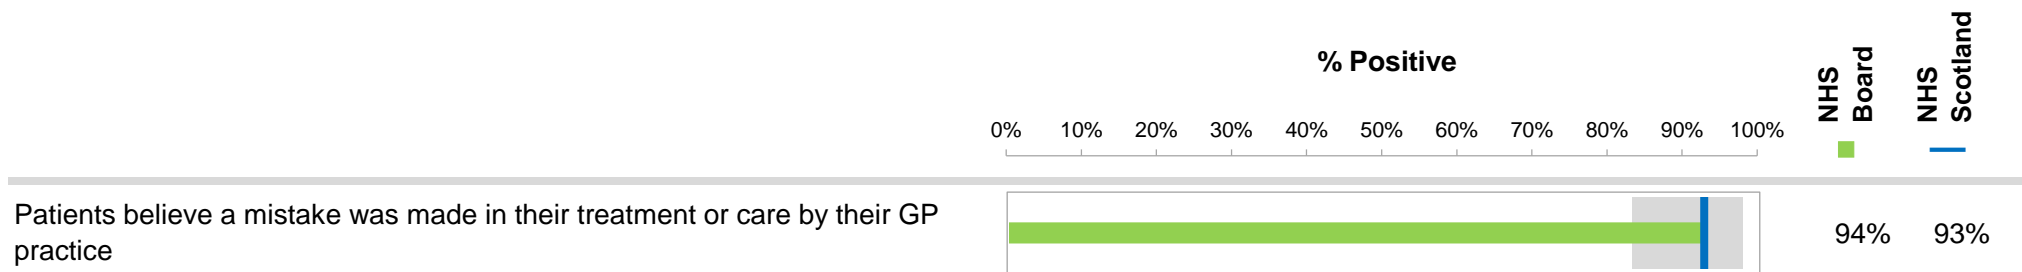 % Positive
NHS
Board
NHS
Scotland
0% 10% 20% 30% 40% 50% 60% 70% 80% 90% 100%
Patients believe a mistake was made in their treatment or care by their GP
practice
94% 93%